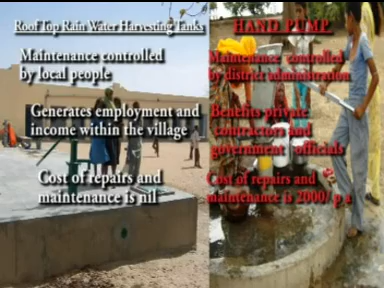 Roof Top Rain Water Harvesting Tanks
Maintenance controlled
by local people
Generates employment and
income within the village
Cost of repairs and
maintenance is nil
HAND PUMP
Maintenance controlled
by district administration
Benefits private
contractors and
government officials
Cost of repairs and
maintenance is 2000/ p a